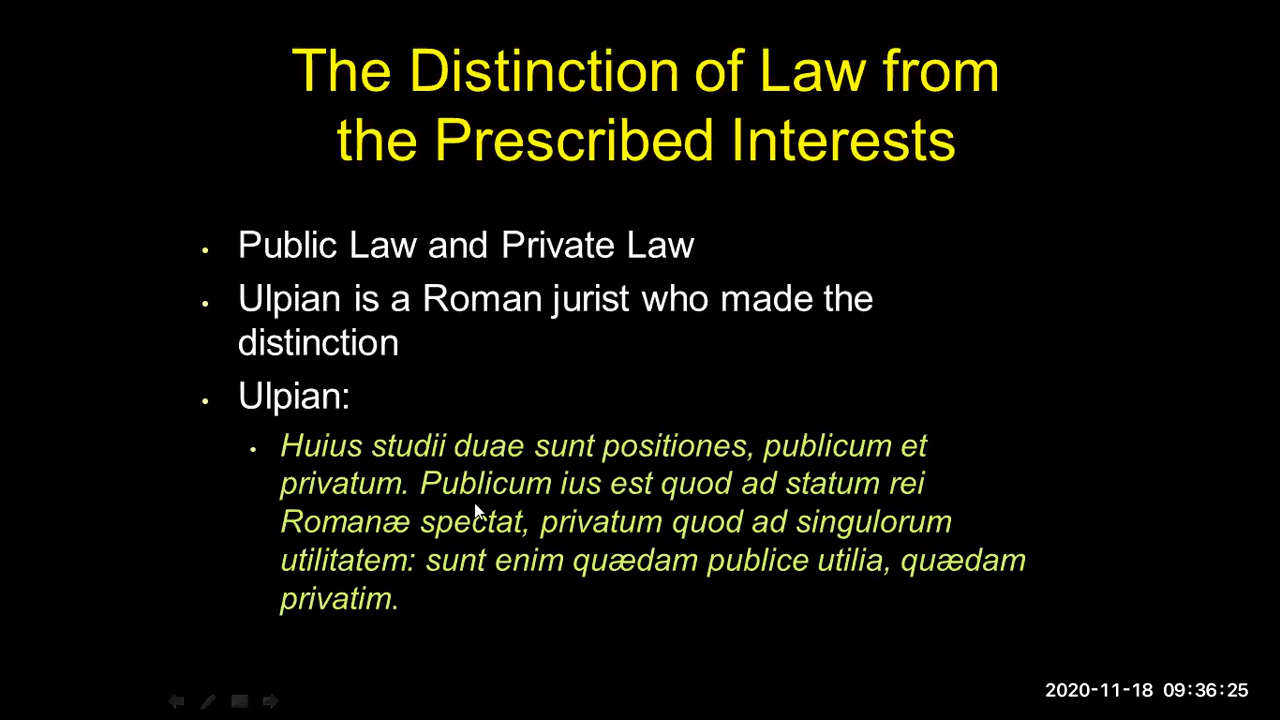 The Distinction of Law from
the Prescribed Interests
• Public Law and Private Law
• Ulpian is a Roman jurist who made the
distinction
• Ulpian:
• Huius studii duae sunt positiones, publicum et
privatum. Publicum ius est quod ad statum rei
Romanæ spectat, privatum quod ad singulorum
utilitatem: sunt enim quædam publice utilia, quædam
privatim.
2020-11-18 09:36:25